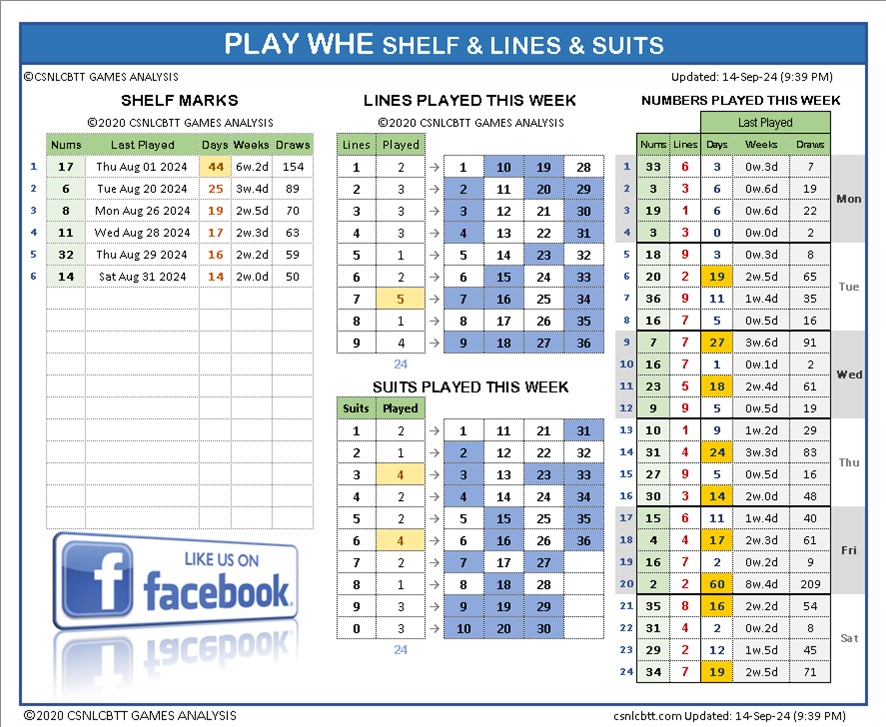 PLAY WHE SHELF & LINES & SUITS
©CSNLCBTT GAMES ANALYSIS
Updated: 14-Sep-24 (9:39 PM)
SHELF MARKS
©2020 CSNLCBTT GAMES ANALYSIS
Nums Last Played Days Weeks Draws
1 17 Thu Aug 01 2024 44 6w.2d 154
2 6 Tue Aug 20 2024 25 3w.4d 89
3 8 Mon Aug 26 2024 19 2w.5d 70
4 11 Wed Aug 28 2024 17 2w.3d 63
5 32 Thu Aug 29 2024 16 2w.2d 59
6 14 Sat Aug 31 2024 14 2w.0d 50
LIKE US ON
f facebook
LINES PLAYED THIS WEEK
©2020 CSNLCBTT GAMES ANALYSIS
Lines Played
1 2 → 1 10 19 28
2 3 → 2 11 20 29
3 3 → 3 12 21 30
4 3 → 4 13 22 31
5 1 → 5 14 23 32
6 2 → 6 15 24 33
7 5 → 7 16 25 34
8 1 → 8 17 26 35
9 4 → 9 18 27 36
24
SUITS PLAYED THIS WEEK
Suits Played
1 2 → 1 11 21 31
2 1 → 2 12 22 32
3 4 → 3 13 23 33
4 2 → 4 14 24 34
5 2 → 5 15 25 35
6 4 → 6 16 26 36
7 2 → 7 17 27
8 1 → 8 18 28
9 3 → 9 19 29
0 3 → 10 20 30
24
NUMBERS PLAYED THIS WEEK
Last Played
Nums Lines Days Weeks Draws
1 33 6 3 0w.3d 7
2 3 3 6 0w.6d 19
Mon
3 19 1 6 0w.6d 22
4 3 3 0 0w.0d 2
5 18 9 3 0w.3d 8
6 20 2 19 2w.5d 65
Tue
7 36 9 11 1w.4d 35
8 16 7 5 0w.5d 16
9 7 7 27 3w.6d 91
10 16 7 1 0w.1d 2
Wed
11 23 5 18 2w.4d 61
12 9 9 5 0w.5d 19
13 10 1 9 1w.2d 29
14 31 4 24 3w.3d 83
Thu
15 27 9 5 0w.5d 16
16 30 3 14 2w.0d 48
17 15 6 11 1w.4d 40
18 4 4 17 2w.3d 61
Fri
19 16 7 2 0w.2d 9
20 2 2 60 8w.4d 209
21 35 8 16 2w.2d 54
22 31 4 2 0w.2d 8
Sat
23 29 2 12 1w.5d 45
24 34 7 19 2w.5d 71
©2020 CSNLCBTT GAMES ANALYSIS
csnlcbtt.com Updated: 14-Sep-24 (9:39 PM)